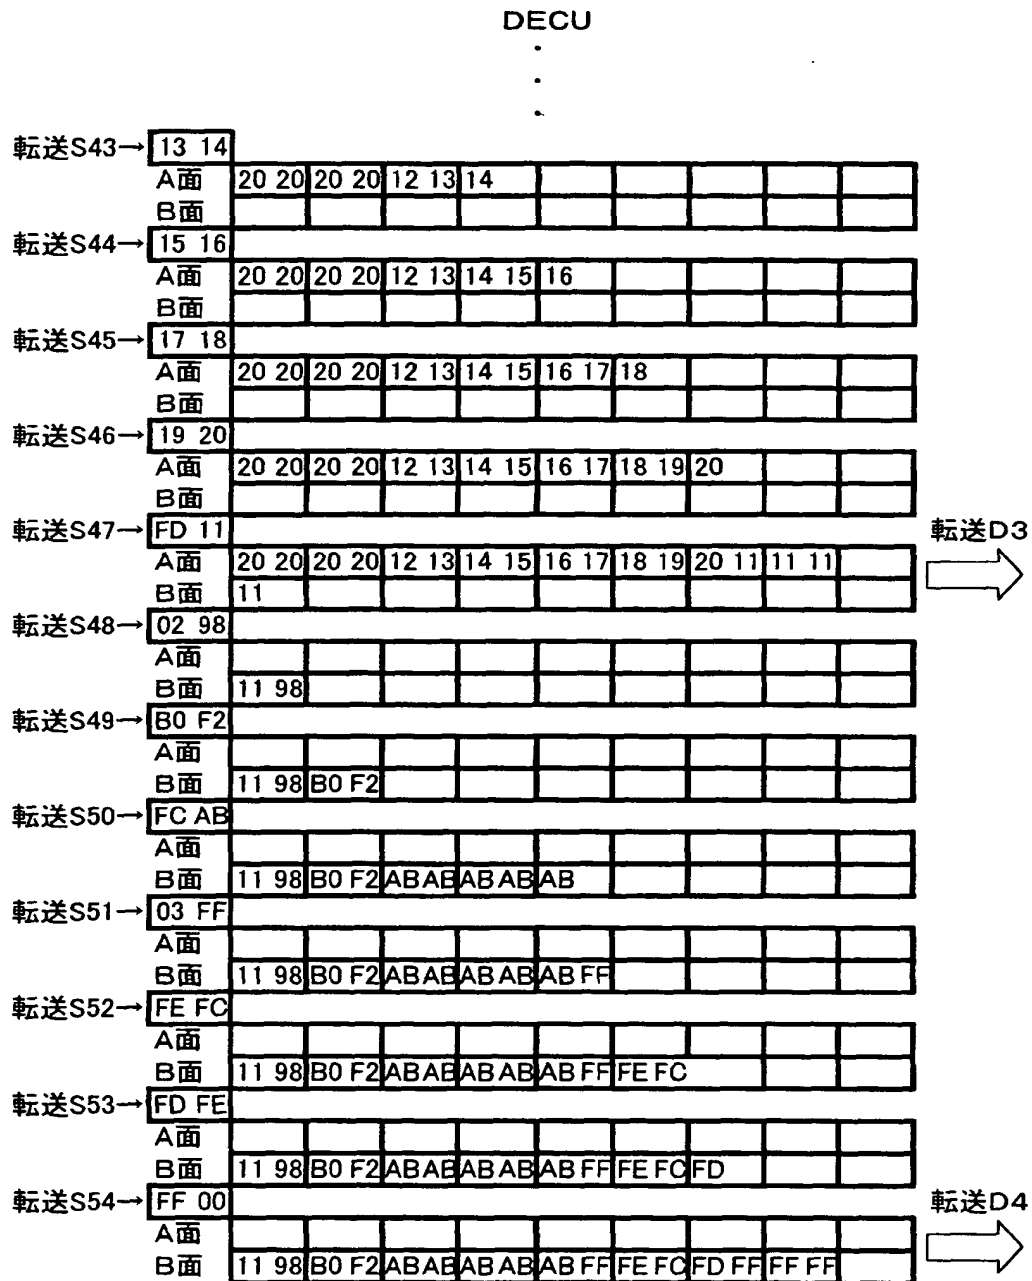 DECU
転送S43→ 13 14
A面 20 20 20 20 12 13 14
B面
転送S44→ 15 16
A面 20 20 20 20 12 13 14 15 16
B面
転送S45→ 17 18
A面 20 20 20 20 12 13 14 15 16 17 18
B面
転送S46→ 19 20
A面 20 20 20 20 12 13 14 15 16 17 18 19 20
B面
転送S47→ FD 11 転送D3
A面 20 20 20 20 12 13 14 15 16 17 18 19 20 11 11 11
B面 11
転送S48→ 02 98
A面
B面 11 98
転送S49→ B0 F2
A面
B面 11 98 B0 F2
転送S50→ FC AB
A面
B面 11 98 B0 F2 AB AB AB AB AB
転送S51→ 03 FF
A面
B面 11 98 B0 F2 AB AB AB AB AB FF
転送S52→ FE FC
A面
B面 11 98 B0 F2 AB AB AB AB AB FF FE FC
転送S53→ FD FE
A面
B面 11 98 B0 F2 AB AB AB AB AB FF FE FC FD
転送S54→ FF 00 転送D4
A面
B面 11 98 B0 F2 AB AB AB AB AB FF FE FC FD FF FF FF